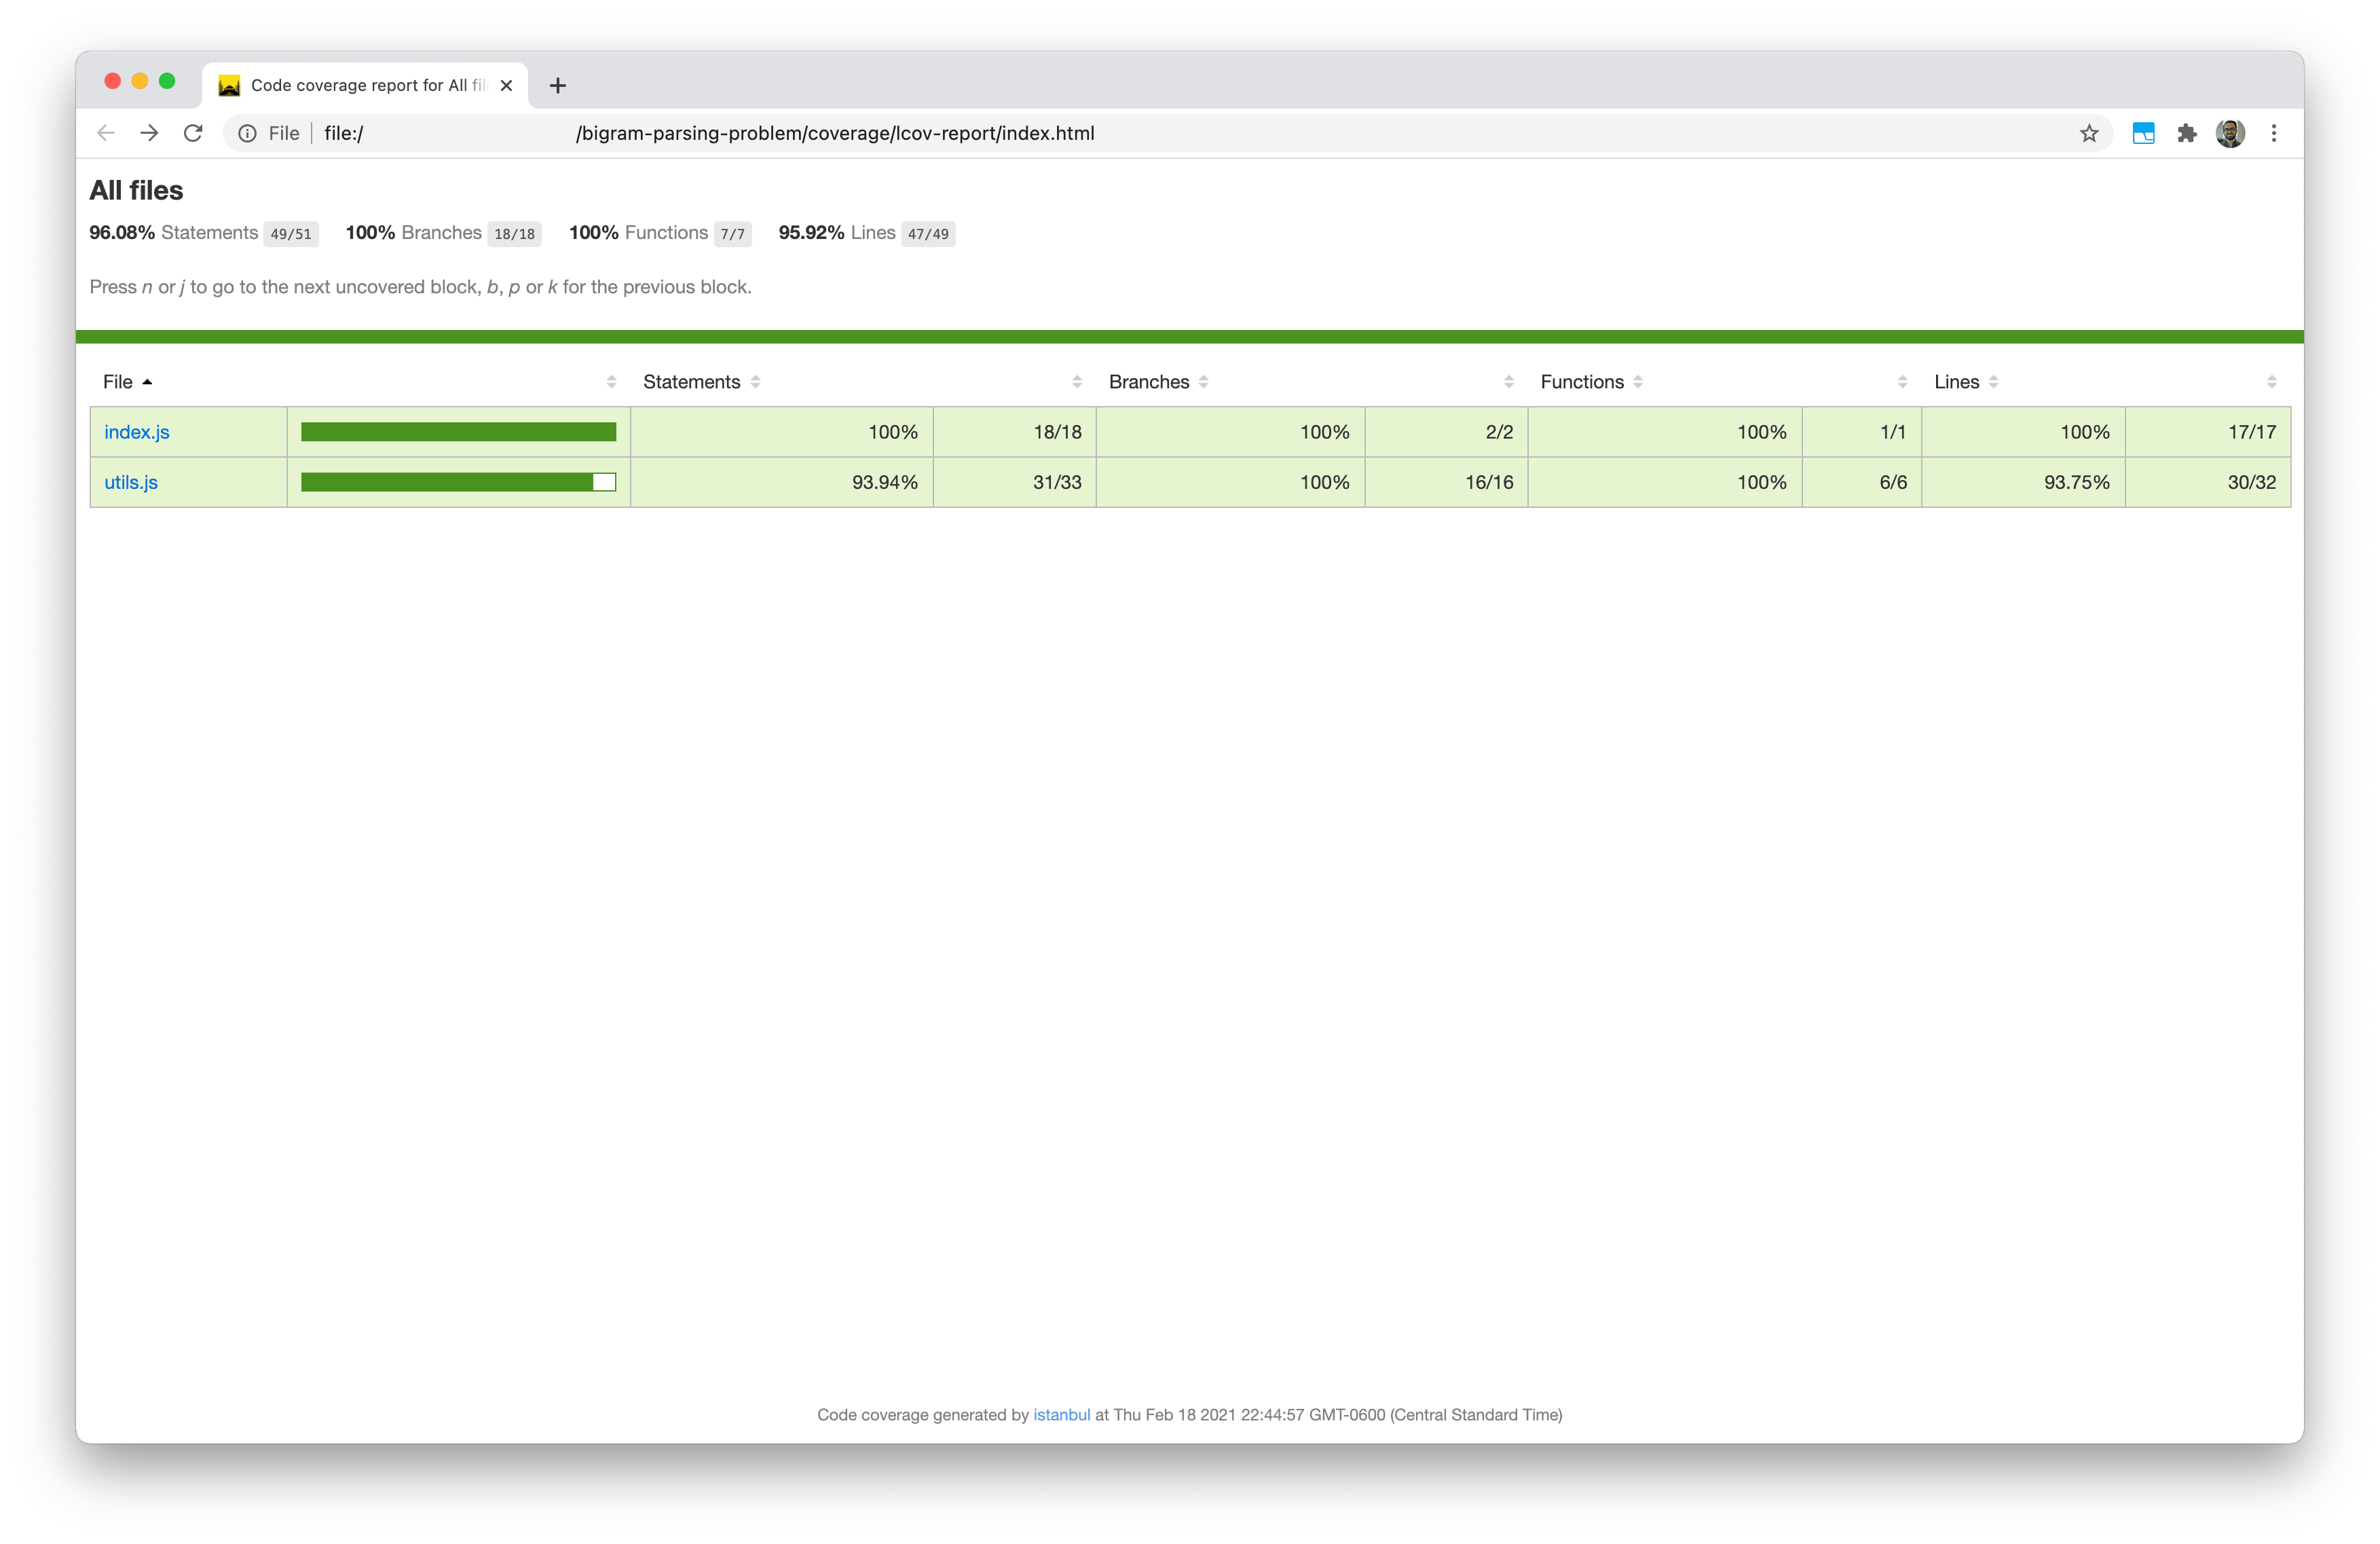 Code coverage report for All fil
File file:/ /bigram-parsing-problem/coverage/lcov-report/index.html
All files
96.08% Statements 49/51 100% Branches 18/18 100% Functions 7/7 95.92% Lines 47/49
Press n or j to go to the next uncovered block, b, p or k for the previous block.
File Statements Branches Functions Lines
index.js 100% 18/18 100% 2/2 100% 1/1 100% 17/17
utils.js 93.94% 31/33 100% 16/16 100% 6/6 93.75% 30/32
Code coverage generated by istanbul at Thu Feb 18 2021 22:44:57 GMT-0600 (Central Standard Time)